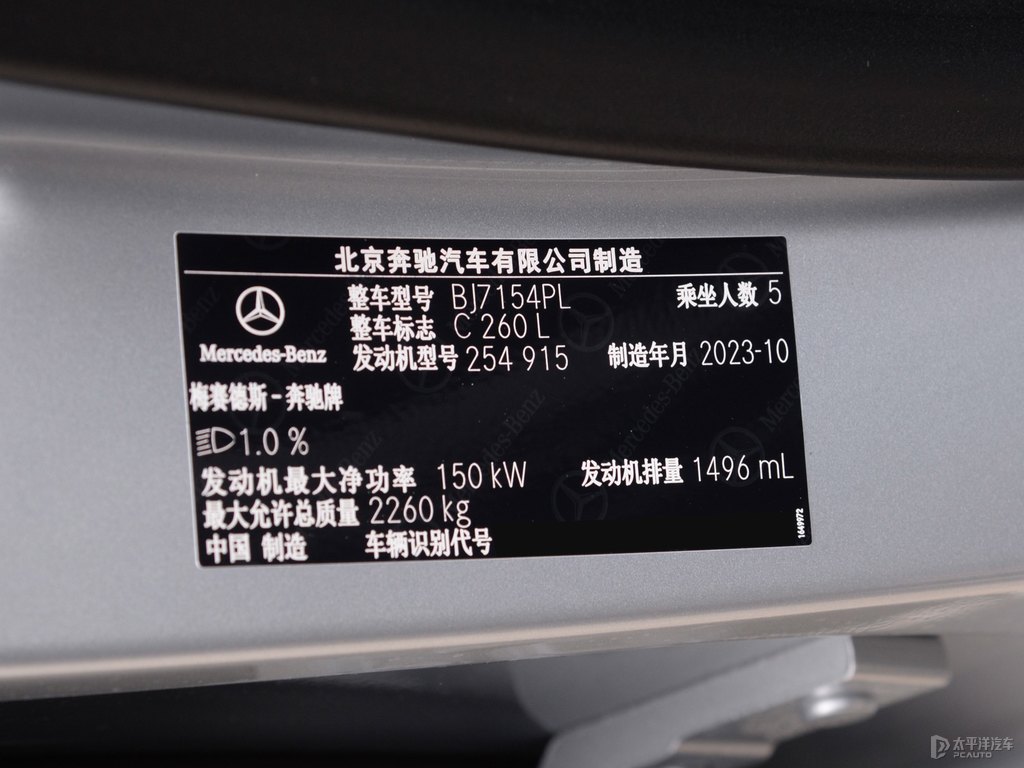 北京奔驰汽车有限公司制造
整车型号 BJ7154PL 乘坐人数 5
整车标志 C 260 L
Mercedes-Benz 发动机型号 254 915 制造年月 2023-10
梅赛德斯-奔驰牌
1.0 %
发动机最大净功率 150 kW 发动机排量 1496 mL
最大允许总质量 2260 kg
中国 制造 车辆识别代号
1649972
太平洋汽车
PCAUTO